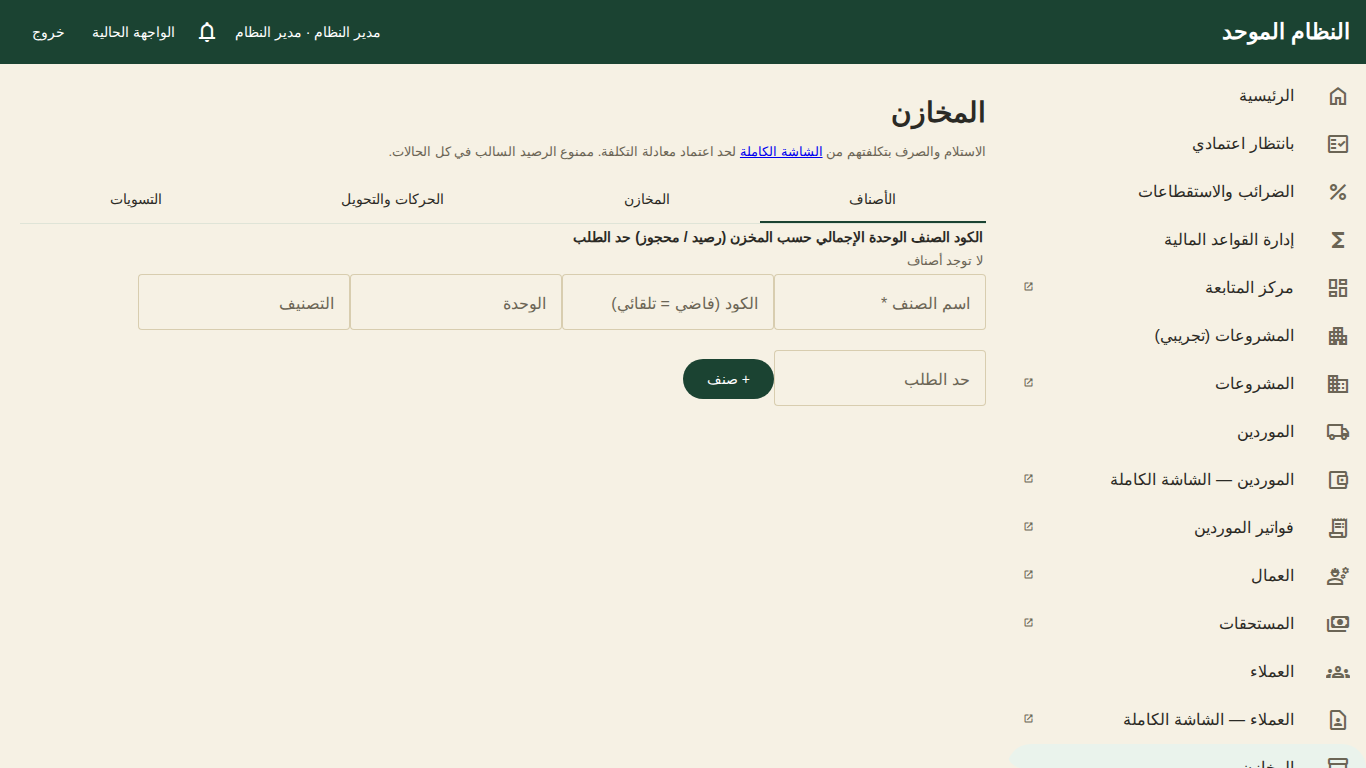 النظام الموحد
مدير النظام · مدير النظام
الواجهة الحالية
خروج
الرئيسية
بانتظار اعتمادي
الضرائب والاستقطاعات
إدارة القواعد المالية
مركز المتابعة
المشروعات (تجريبي)
المشروعات
الموردين
الموردين — الشاشة الكاملة
فواتير الموردين
العمال
المستحقات
العملاء
العملاء — الشاشة الكاملة
المخازن
المخازن
الاستلام والصرف بتكلفتهم من الشاشة الكاملة لحد اعتماد معادلة التكلفة. ممنوع الرصيد السالب في كل الحالات.
الأصناف
المخازن
الحركات والتحويل
التسويات
الكود الصنف الوحدة الإجمالي حسب المخزن (رصيد / محجوز) حد الطلب
لا توجد أصناف
اسم الصنف *
الكود (فاضي = تلقائي)
الوحدة
التصنيف
حد الطلب
+ صنف